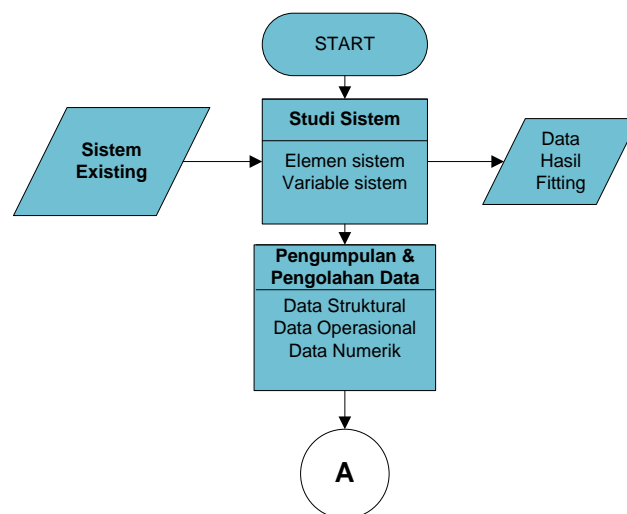 START
Sistem
Existing
Studi Sistem
Elemen sistem
Variable sistem
Data
Hasil
Fitting
Pengumpulan &
Pengolahan Data
Data Struktural
Data Operasional
Data Numerik
A